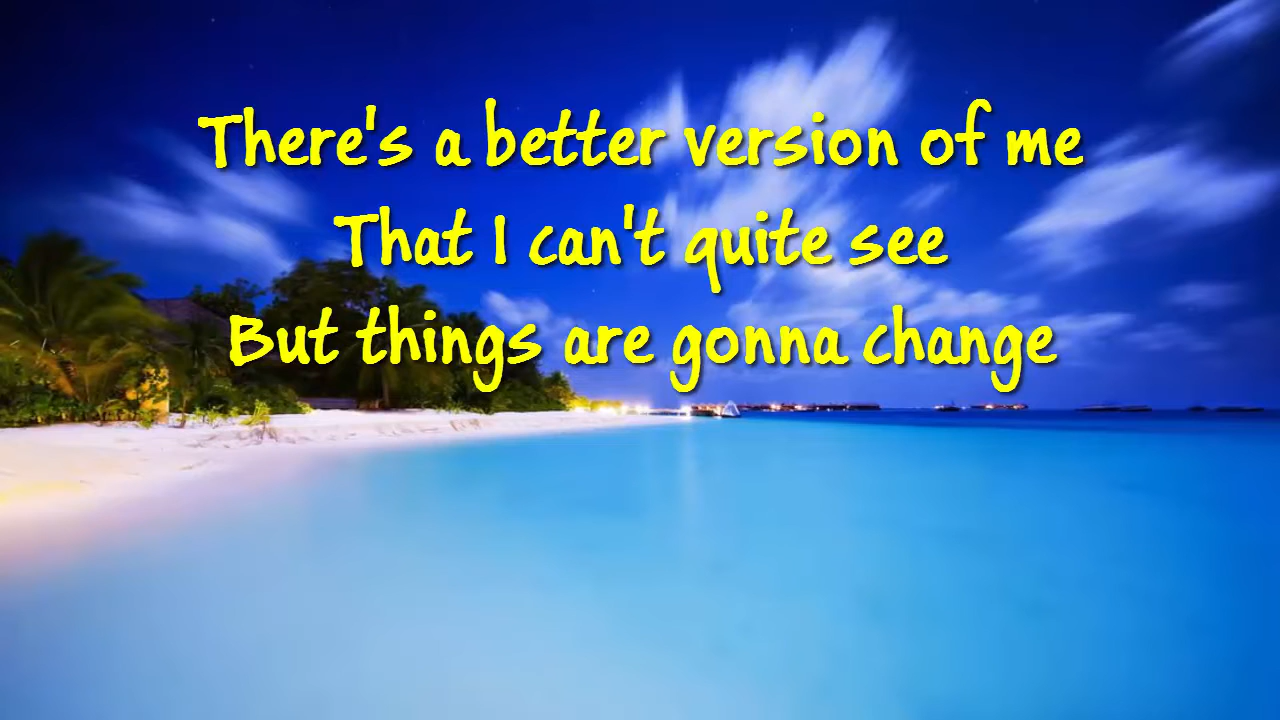 There's a better version of me
That I can't quite see
But things are gonna change